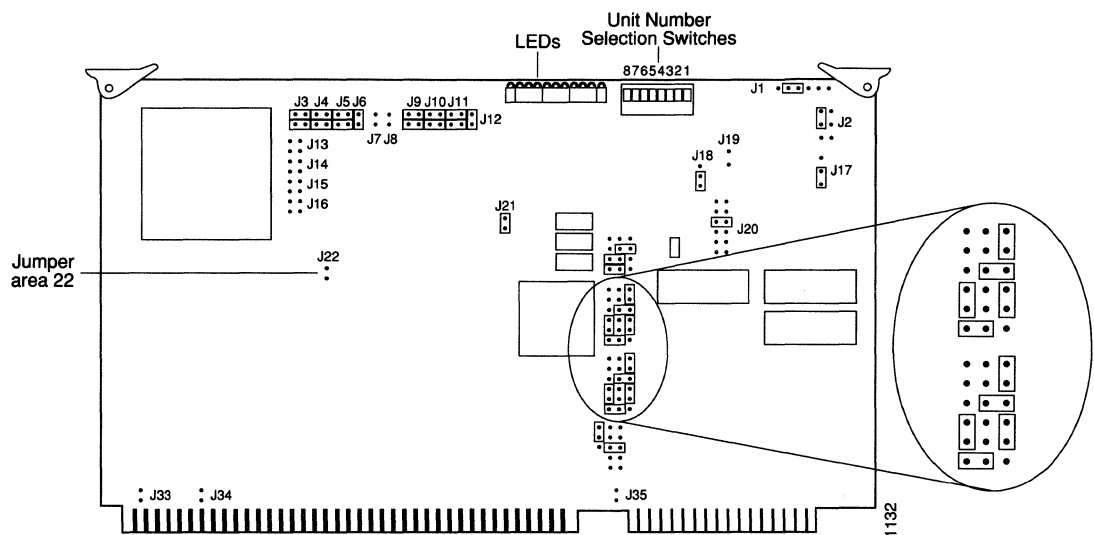 Unit Number
Selection Switches
LEDs
87654321
J1
J3 J4 J5 J6
J9 J10 J11
J12
J2
J7 J8
J13
J19
J14
J18
J17
J15
J16
J21
J20
J22
Jumper
area 22
J33
J34
J35
1132